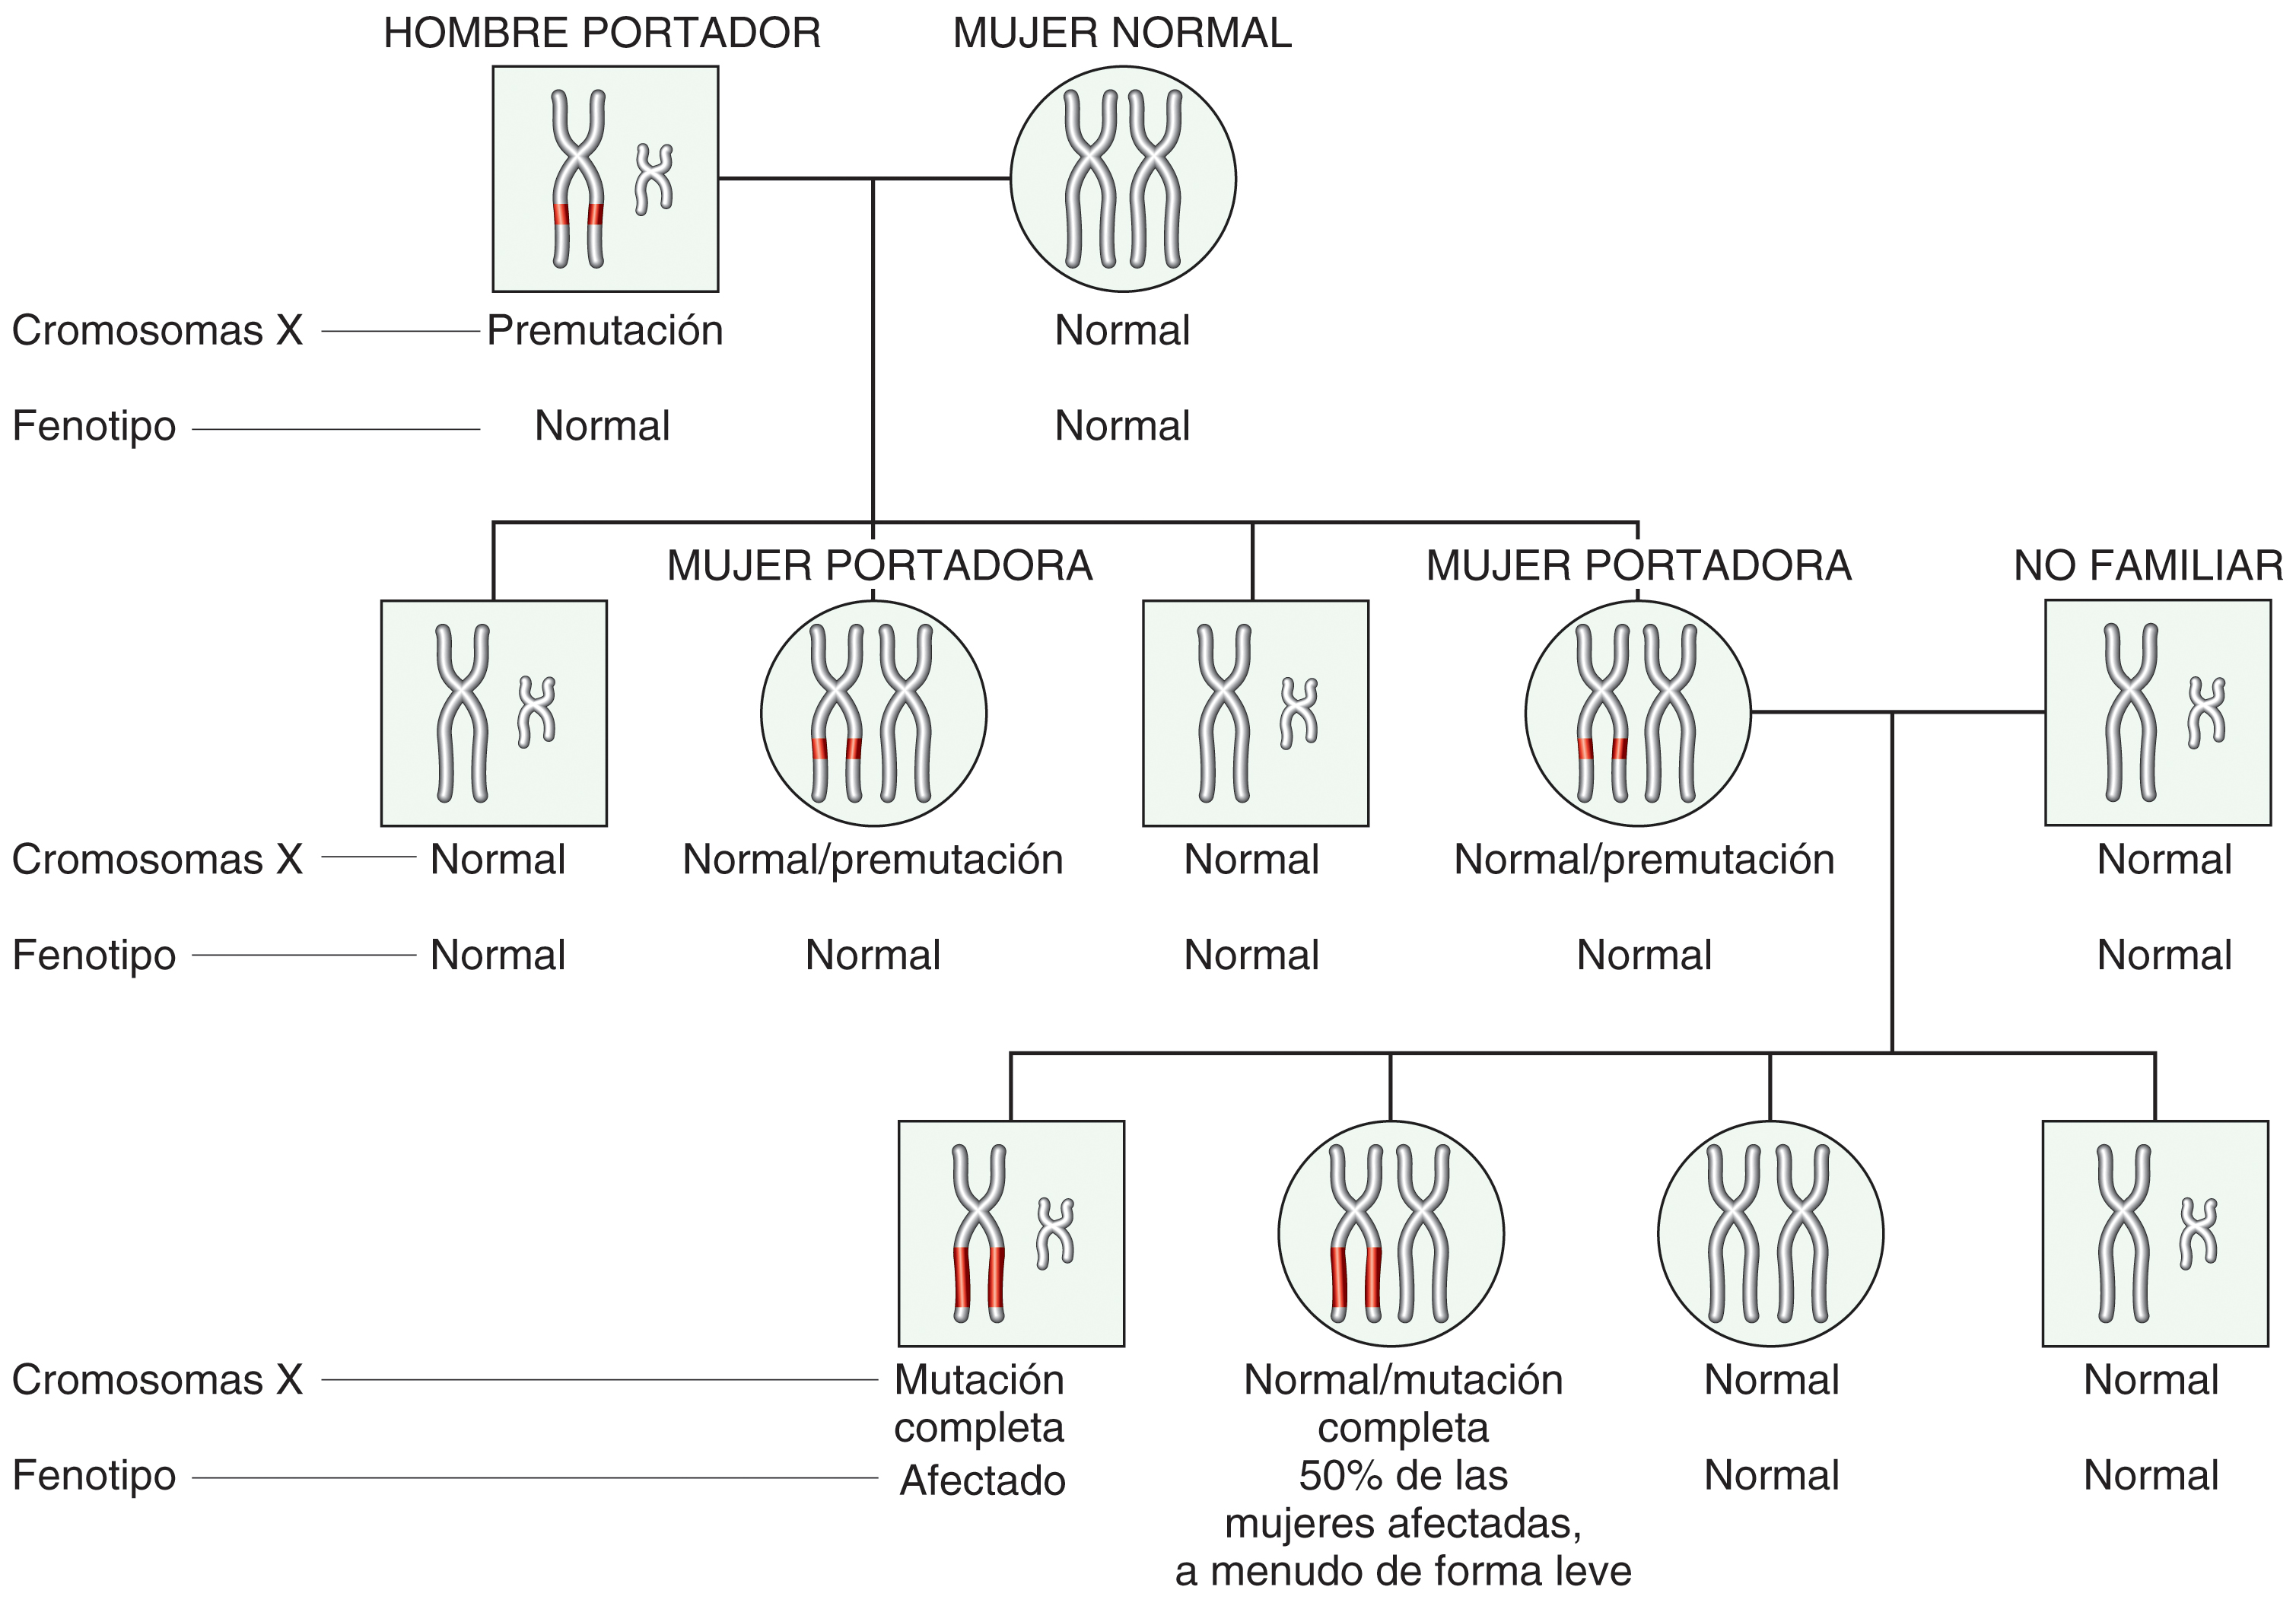 HOMBRE PORTADOR MUJER NORMAL
Cromosomas X Premutación Normal
Fenotipo Normal Normal
MUJER PORTADORA MUJER PORTADORA NO FAMILIAR
Cromosomas X Normal Normal/premutación Normal Normal/premutación Normal
Fenotipo Normal Normal Normal Normal Normal
Cromosomas X Mutación Normal/mutación Normal Normal
completa completa
Fenotipo Afectado 50% de las Normal Normal
mujeres afectadas,
a menudo de forma leve